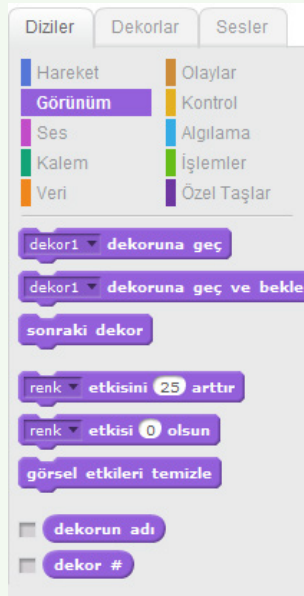 Diziler Dekorlar Sesler
Hareket Olaylar
Görünüm Kontrol
Ses Algılama
Kalem İşlemler
Veri Özel Taşlar
dekor1 dekoruna geç
dekor1 dekoruna geç ve bekle
sonraki dekor
renk etkisini 25 arttır
renk etkisi 0 olsun
görsel etkileri temizle
dekorun adı
dekor #